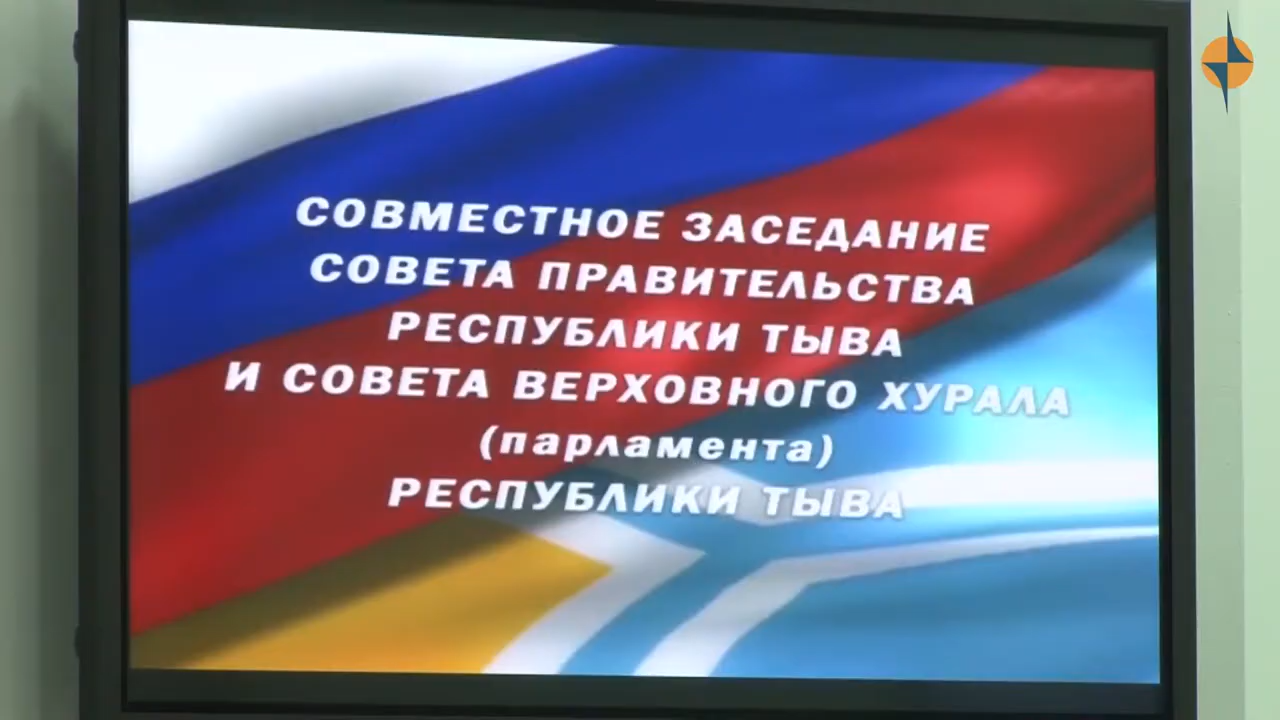 СОВМЕСТНОЕ ЗАСЕДАНИЕ
СОВЕТА ПРАВИТЕЛЬСТВА
РЕСПУБЛИКИ ТЫВА
И СОВЕТА ВЕРХОВНОГО ХУРАЛА
(парламента)
РЕСПУБЛИКИ ТЫВА